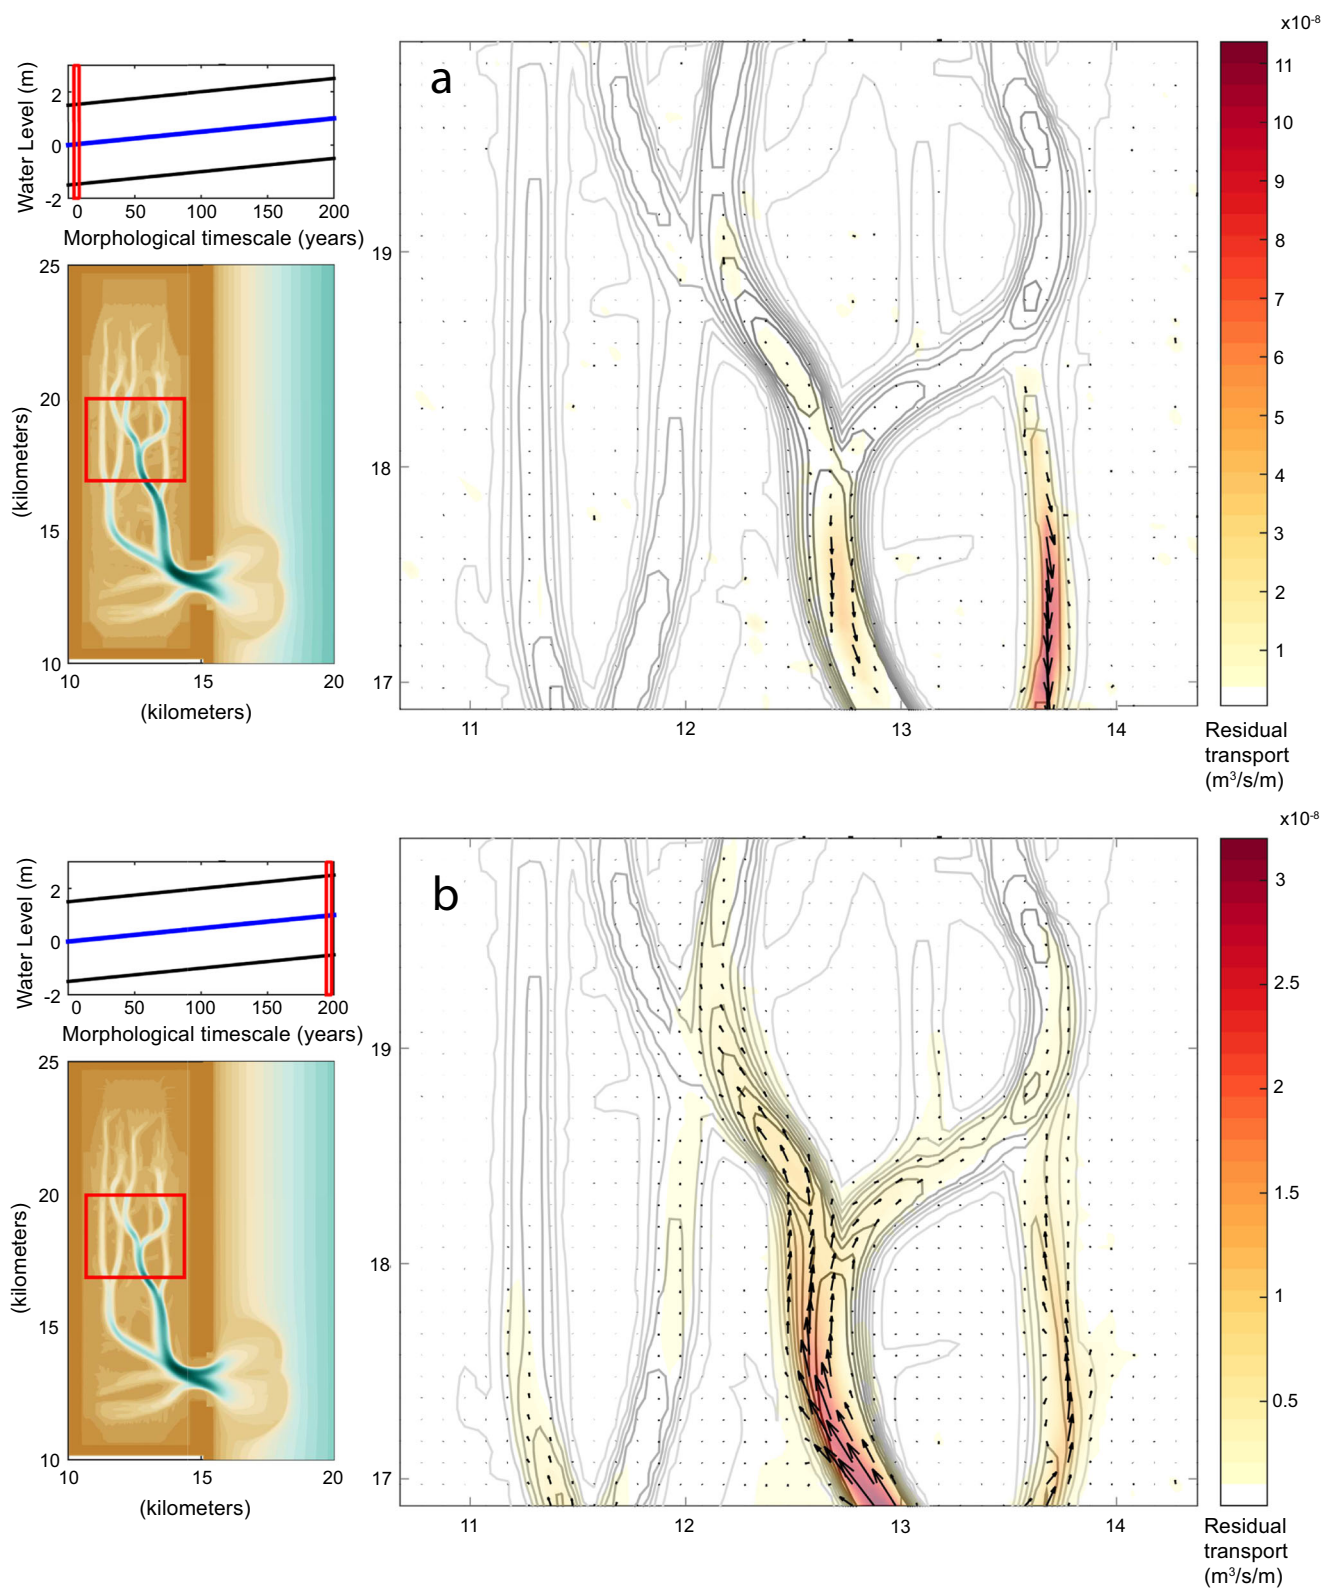 a
x10-8
Water Level (m)
2
0
-2
0 50 100 150 200
Morphological timescale (years)
25
20
15
10
(kilometers)
10 15 20
(kilometers)
19
18
17
11 12 13 14
11
10
9
8
7
6
5
4
3
2
1
Residual
transport
(m3/s/m)
b
x10-8
Water Level (m)
2
0
-2
0 50 100 150 200
Morphological timescale (years)
25
20
15
10
(kilometers)
10 15 20
(kilometers)
19
18
17
11 12 13 14
3
2.5
2
1.5
1
0.5
Residual
transport
(m3/s/m)